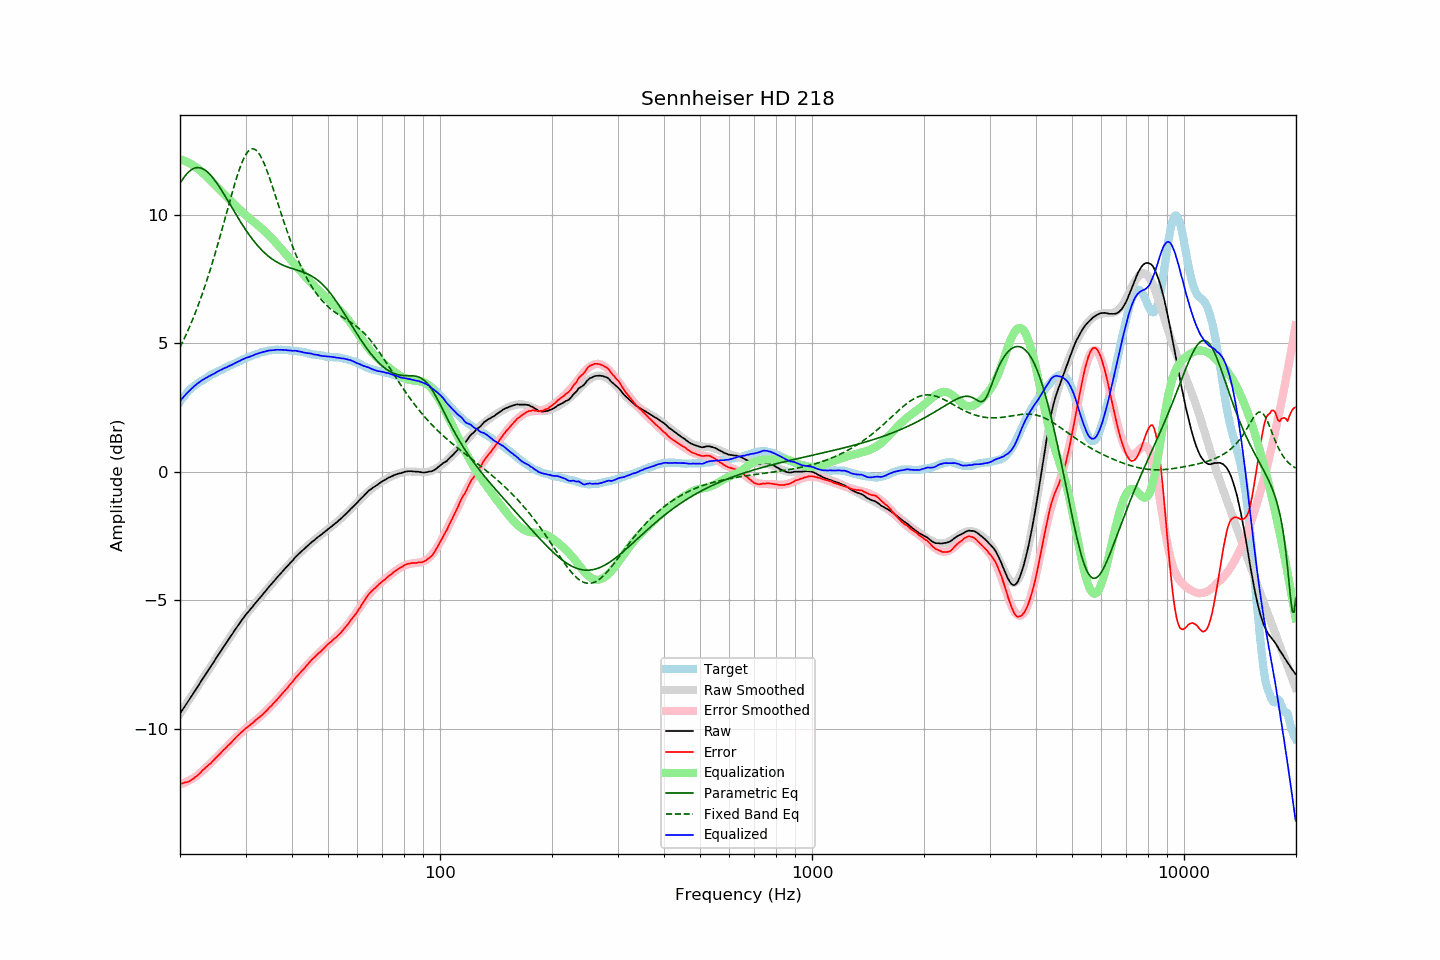 Sennheiser HD 218
Amplitude (dBr)
10
5
0
−5
−10
Target
Raw Smoothed
Error Smoothed
Raw
Error
Equalization
Parametric Eq
Fixed Band Eq
Equalized
100
1000
10000
Frequency (Hz)